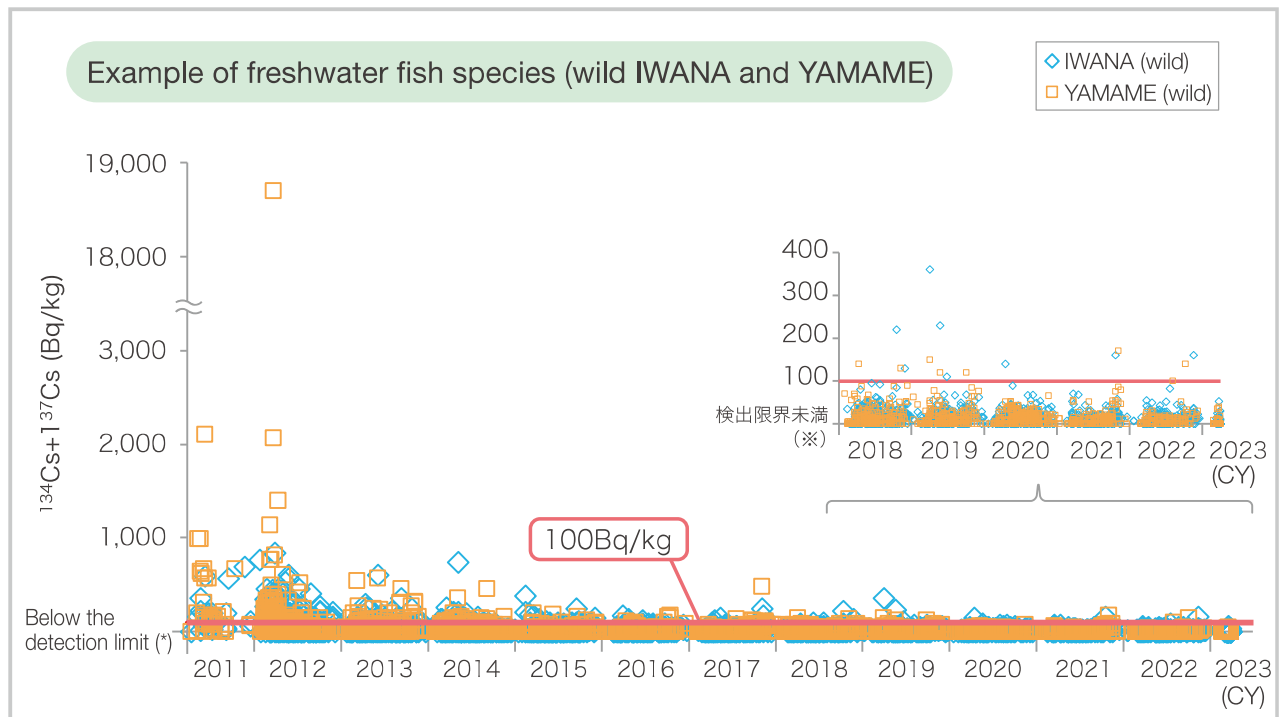 Example of freshwater fish species (wild IWANA and YAMAME)
IWANA (wild)
YAMAME (wild)
134Cs+137Cs (Bq/kg)
19,000
18,000
3,000
2,000
1,000
Below the
detection limit (*)
100Bq/kg
2011 2012 2013 2014 2015 2016 2017 2018 2019 2020 2021 2022 2023
(CY)
400
300
200
100
検出限界未満
(※)
2018 2019 2020 2021 2022 2023
(CY)